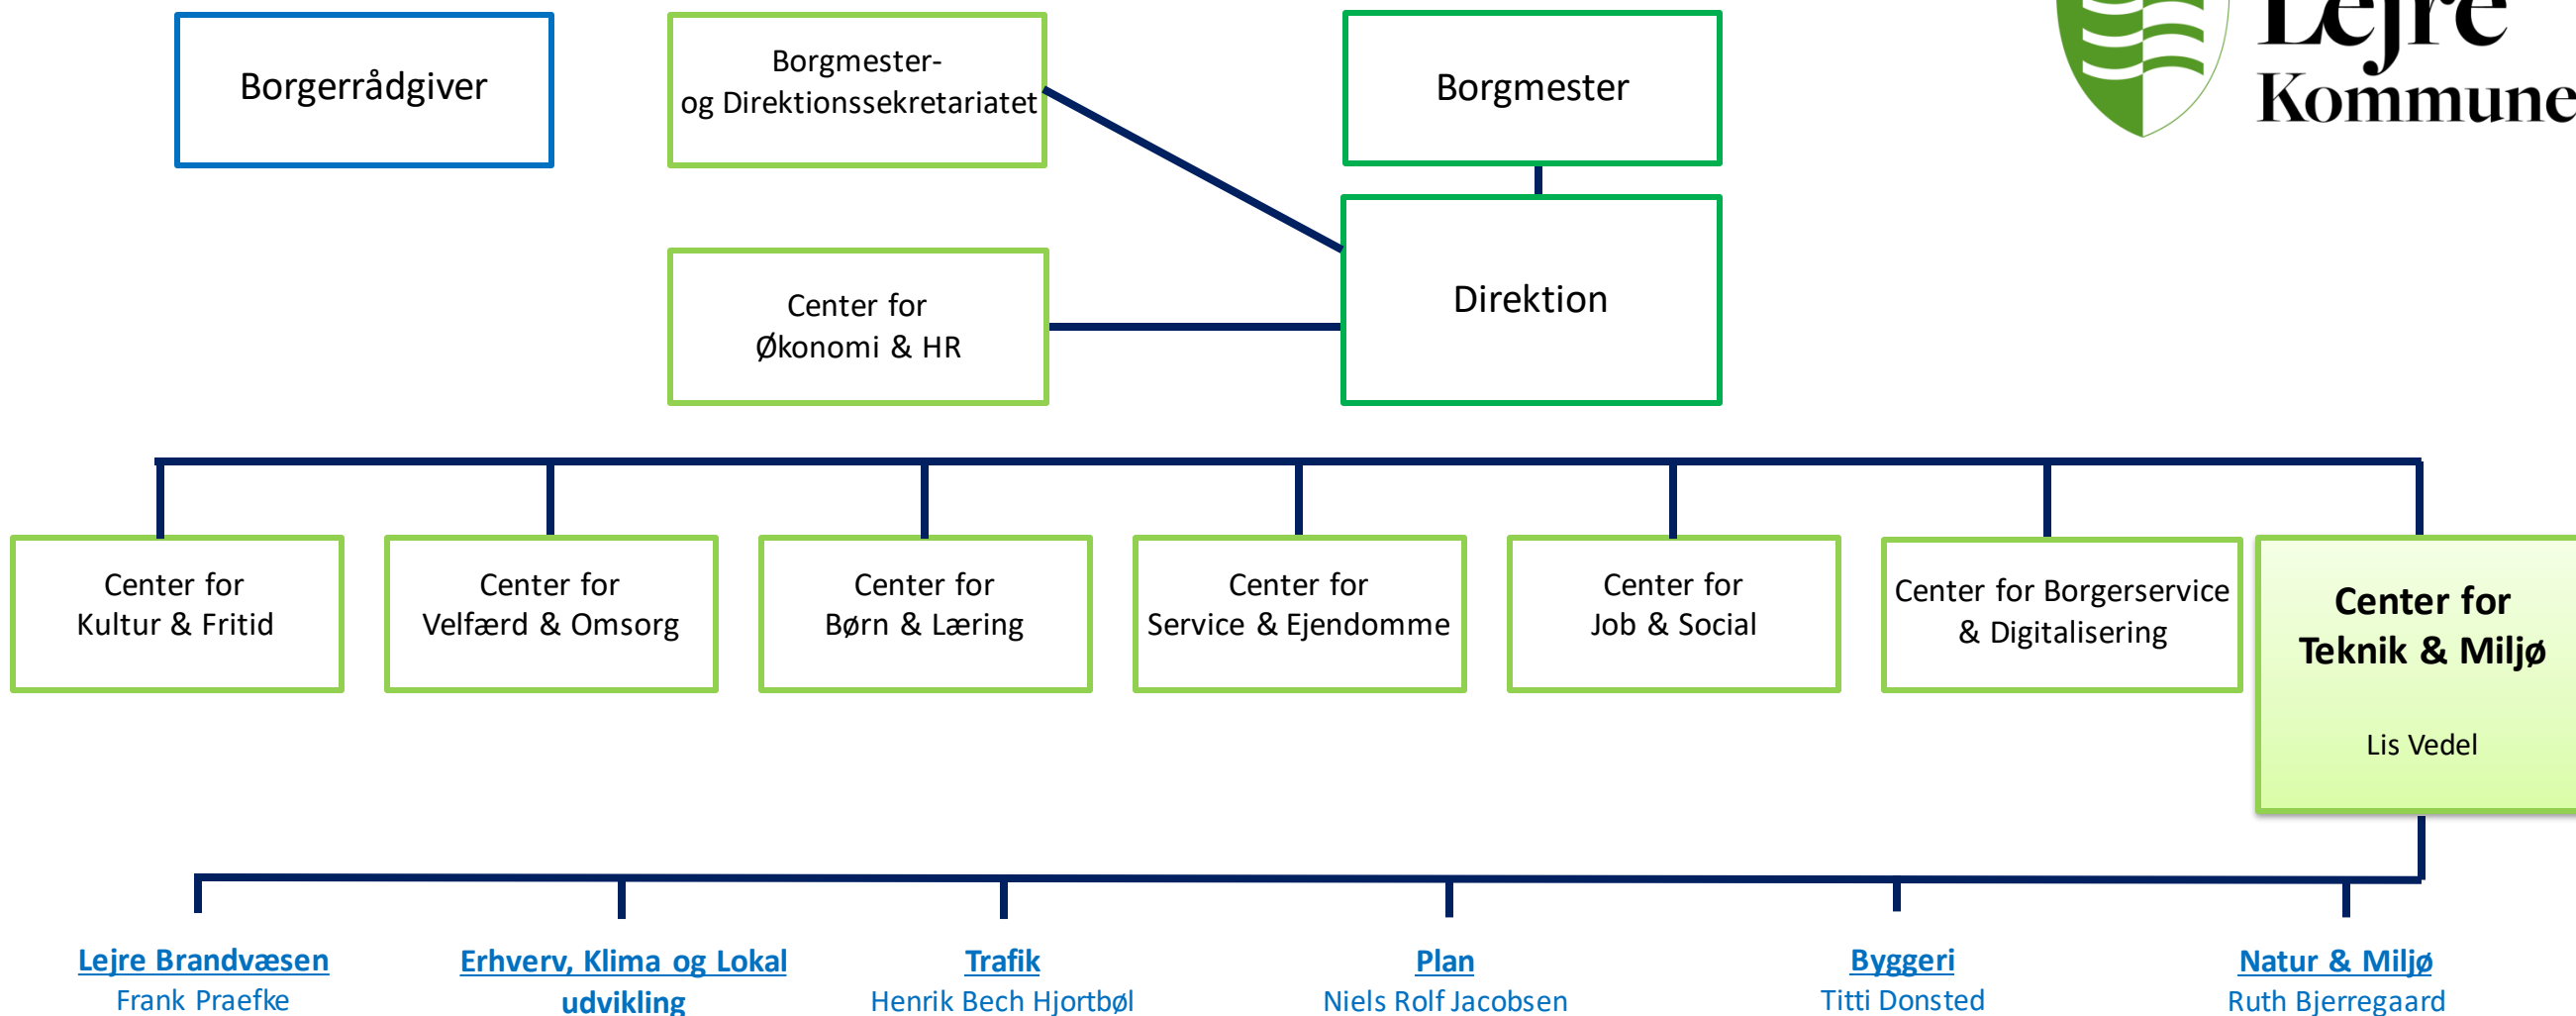 Borgerrådgiver
Borgmester-
og Direktionssekretariatet
Borgmester
Lejre
Kommune
Center for
Økonomi & HR
Direktion
Center for
Kultur & Fritid
Center for
Velfærd & Omsorg
Center for
Børn & Læring
Center for
Service & Ejendomme
Center for
Job & Social
Center for Borgerservice
& Digitalisering
Center for
Teknik & Miljø
Lis Vedel
Lejre Brandvæsen
Frank Praefke
Erhverv, Klima og Lokal
udvikling
Trafik
Henrik Bech Hjortbøl
Plan
Niels Rolf Jacobsen
Byggeri
Titti Donsted
Natur & Miljø
Ruth Bjerregaard